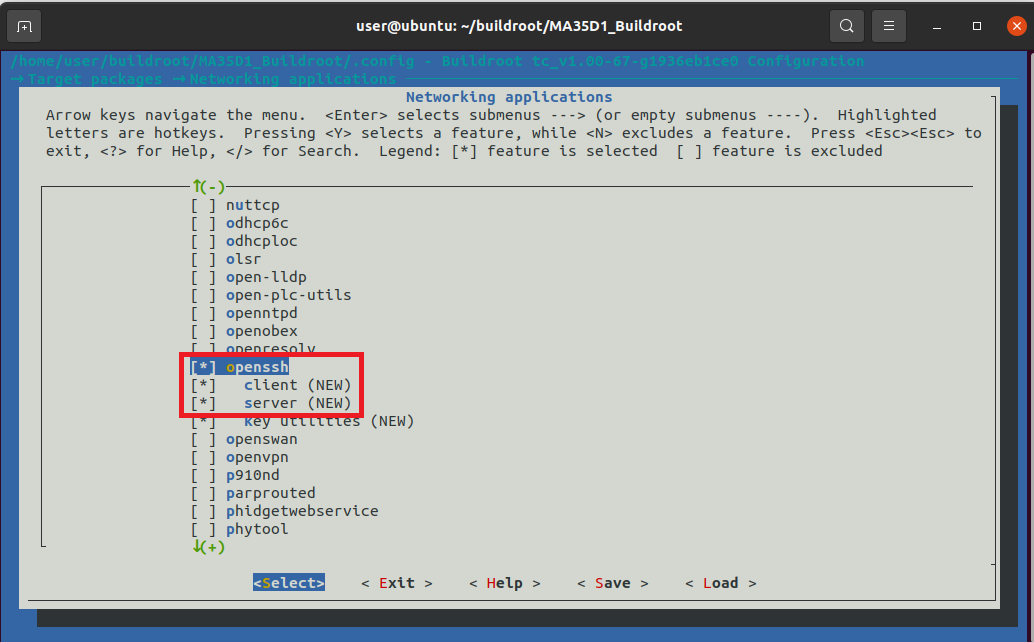 user@ubuntu: ~/buildroot/MA35D1_Buildroot
/home/user/buildroot/MA35D1_Buildroot/.config - Buildroot tc_v1.00-67-g1936eb1ce0 Configuration
→ Target packages → Networking applications
Networking applications
Arrow keys navigate the menu. <Enter> selects submenus ---> (or empty submenus ----). Highlighted
letters are hotkeys. Pressing <Y> selects a feature, while <N> excludes a feature. Press <Esc><Esc> to
exit, <?> for Help, </> for Search. Legend: [*] feature is selected [ ] feature is excluded
↑(-)
[ ] nuttcp
[ ] odhcp6c
[ ] odhcploc
[ ] olsr
[ ] open-lldp
[ ] open-plc-utils
[ ] openntpd
[ ] openobex
[ ] openresolv
[*] openssh
[*] client (NEW)
[*] server (NEW)
[*] key utilities (NEW)
[ ] openswan
[ ] openvpn
[ ] p910nd
[ ] parprouted
[ ] phidgetwebservice
[ ] phytool
↓(+)
<Select> < Exit > < Help > < Save > < Load >